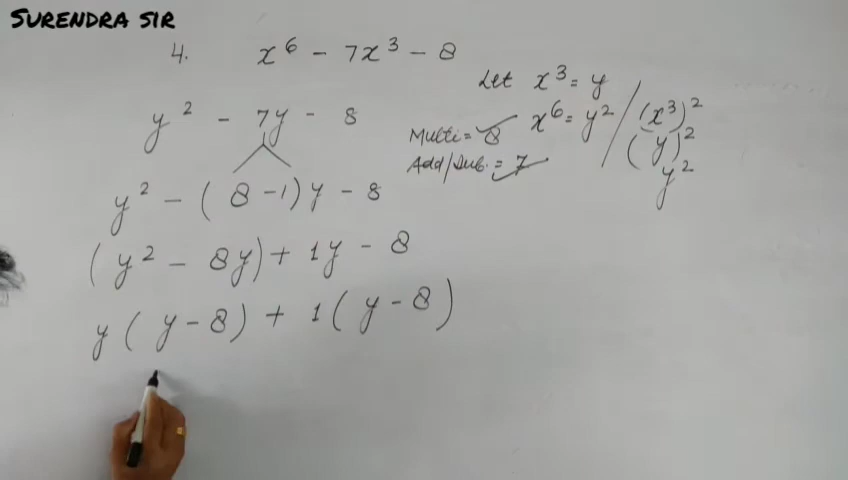 SURENDRA SIR
4. x⁶ - 7x³ - 8
Let x³ = y
x⁶ = y² / (x³)²
(y)²
y²
Multi = 8
Add/Sub. = 7
y² - 7y - 8
y² - (8 - 1)y - 8
(y² - 8y) + 1y - 8
y(y - 8) + 1(y - 8)